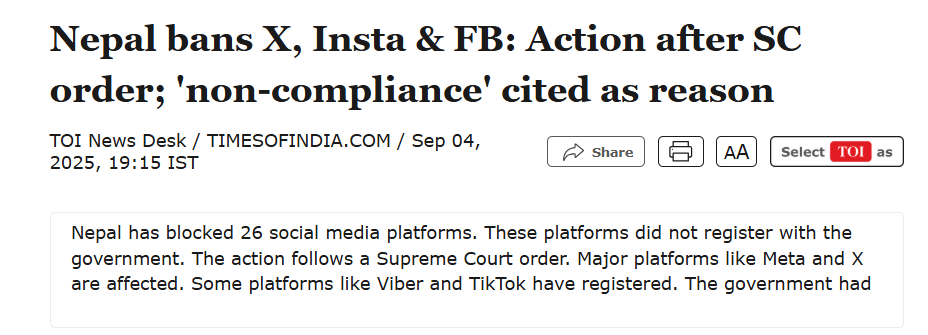 Nepal bans X, Insta & FB: Action after SC
order; 'non-compliance' cited as reason
TOI News Desk / TIMESOFINDIA.COM / Sep 04,
2025, 19:15 IST
Share
AA
Select TOI as
Nepal has blocked 26 social media platforms. These platforms did not register with the
government. The action follows a Supreme Court order. Major platforms like Meta and X
are affected. Some platforms like Viber and TikTok have registered. The government had